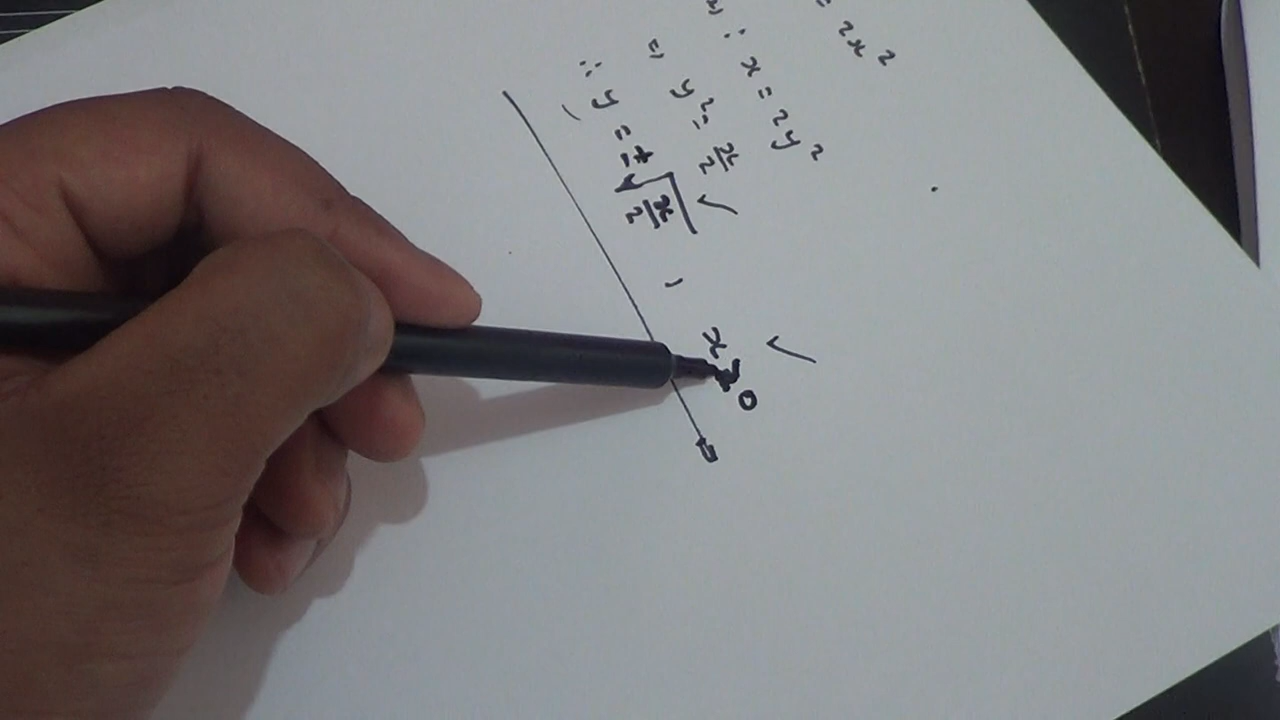 = 2x²
∴ x = 2y²
⇒ y² = x/2 ✓
∴ y = ±√(x/2) , x ≥ 0 ✓